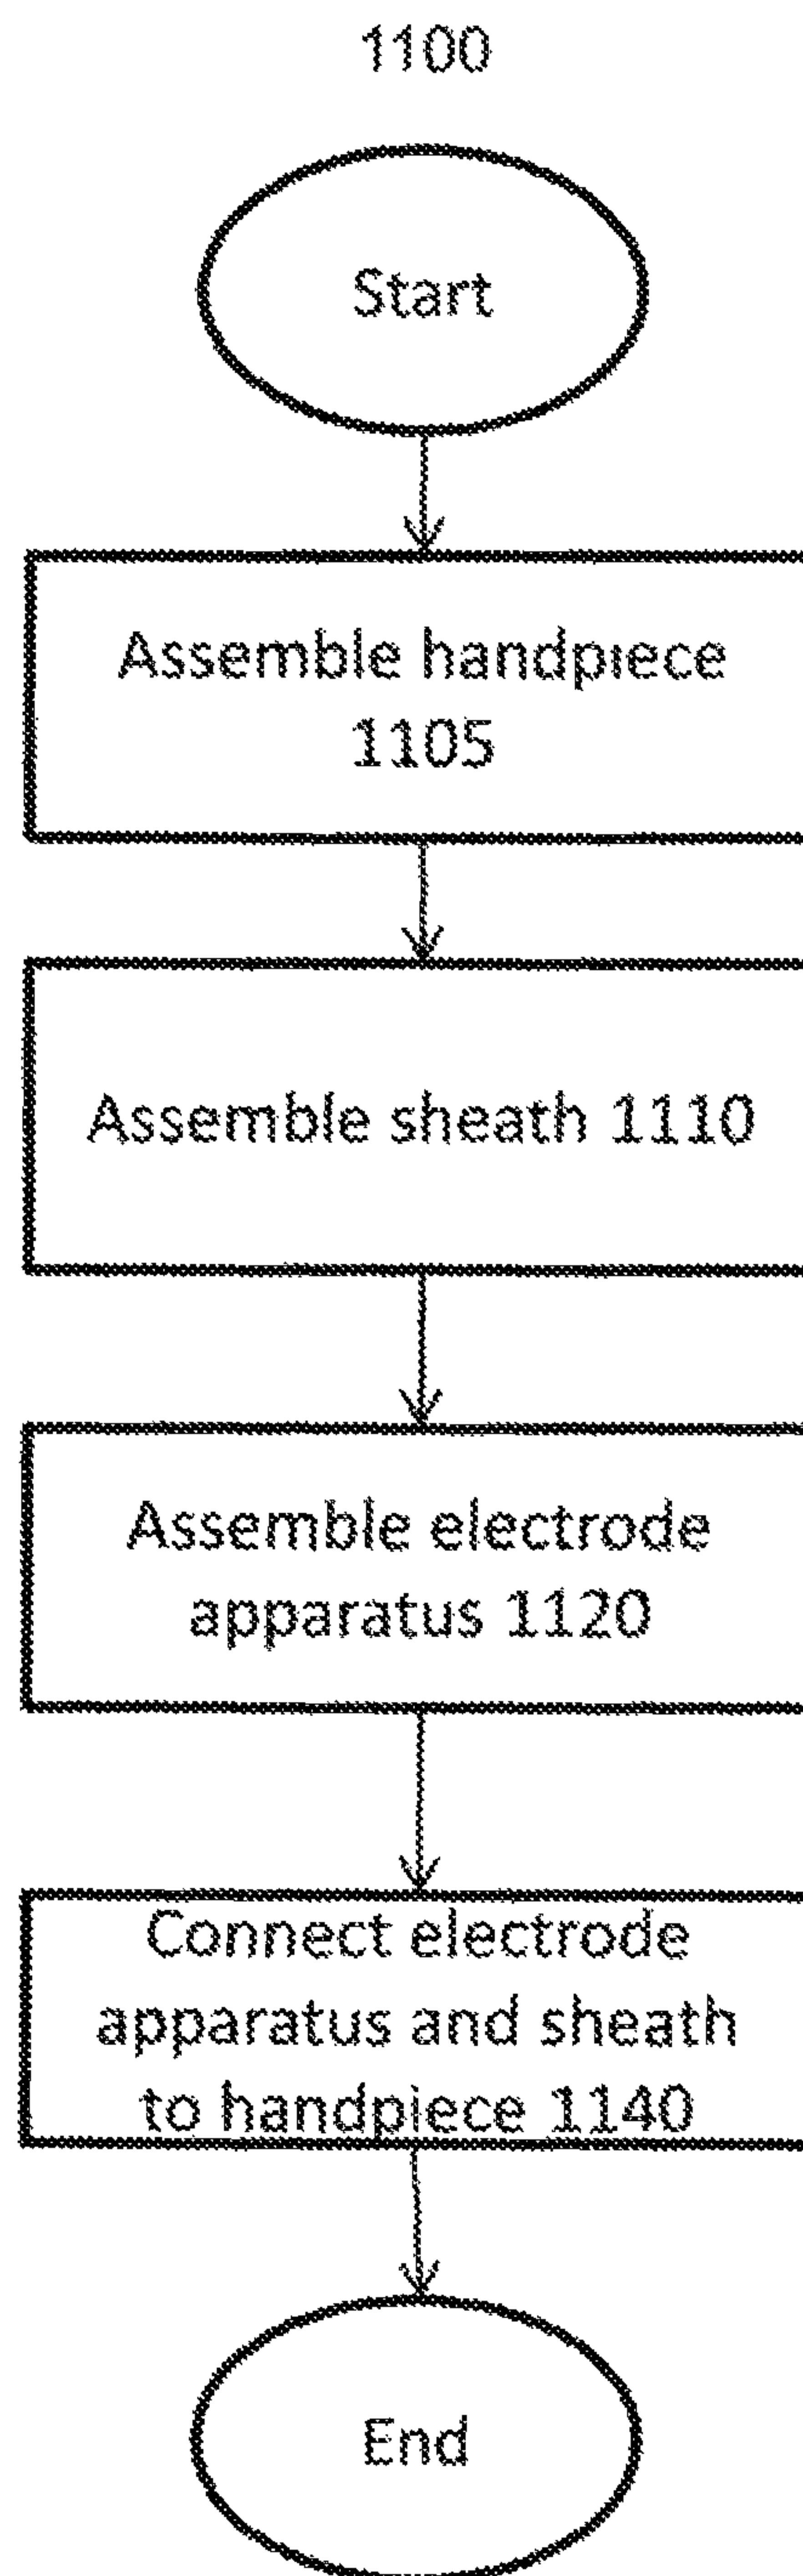 1100
Start
Assemble handpiece
1105
Assemble sheath 1110
Assemble electrode
apparatus 1120
Connect electrode
apparatus and sheath
to handpiece 1140
End